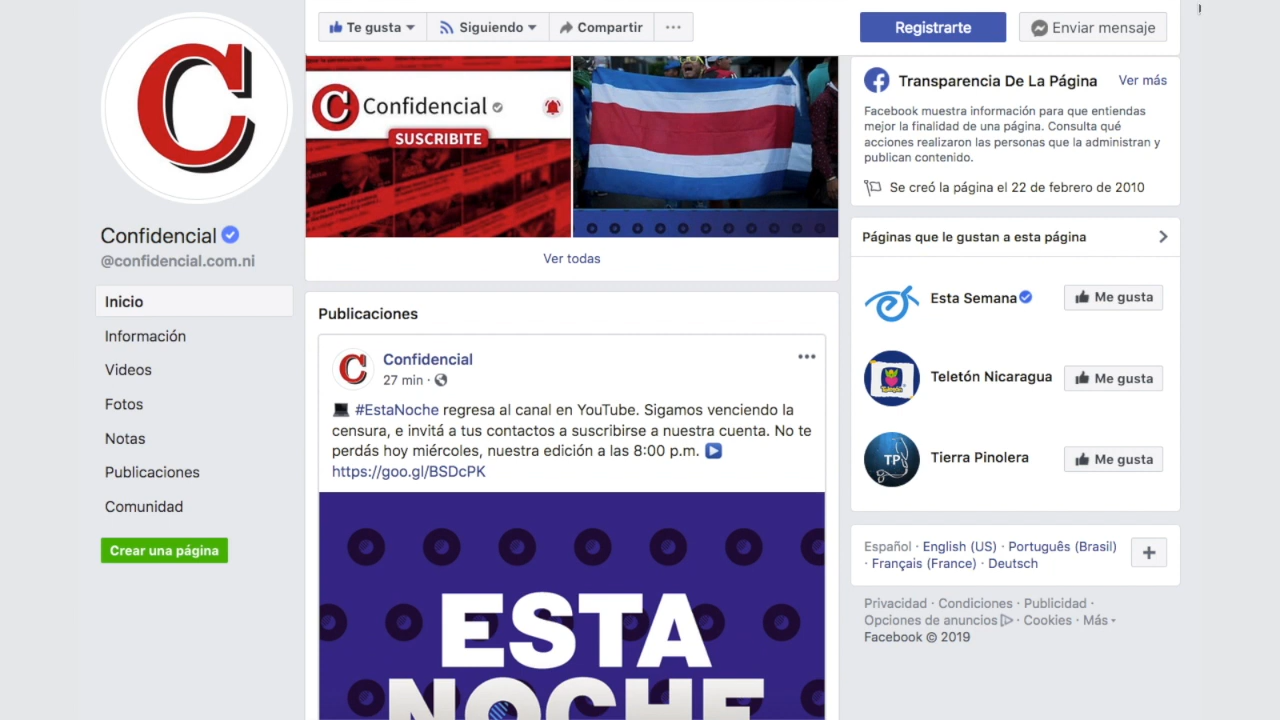 Te gusta
Siguiendo
Compartir
Registrarte
Enviar mensaje
C
Confidencial
@confidencial.com.ni
Inicio
Información
Videos
Fotos
Notas
Publicaciones
Comunidad
Crear una página
C
Confidencial
SUSCRIBITE
Ver todas
Publicaciones
C
Confidencial
27 min ·
#EstaNoche regresa al canal en YouTube. Sigamos venciendo la
censura, e invitá a tus contactos a suscribirse a nuestra cuenta. No te
perdás hoy miércoles, nuestra edición a las 8:00 p.m.
https://goo.gl/BSDcPK
ESTA
NOCHE
Transparencia De La Página
Ver más
Facebook muestra información para que entiendas
mejor la finalidad de una página. Consulta qué
acciones realizaron las personas que la administran y
publican contenido.
Se creó la página el 22 de febrero de 2010
Páginas que le gustan a esta página
Esta Semana
Me gusta
Teletón Nicaragua
Me gusta
TP
Tierra Pinolera
Me gusta
Español · English (US) · Português (Brasil)
· Français (France) · Deutsch
Privacidad · Condiciones · Publicidad ·
Opciones de anuncios · Cookies · Más
Facebook © 2019